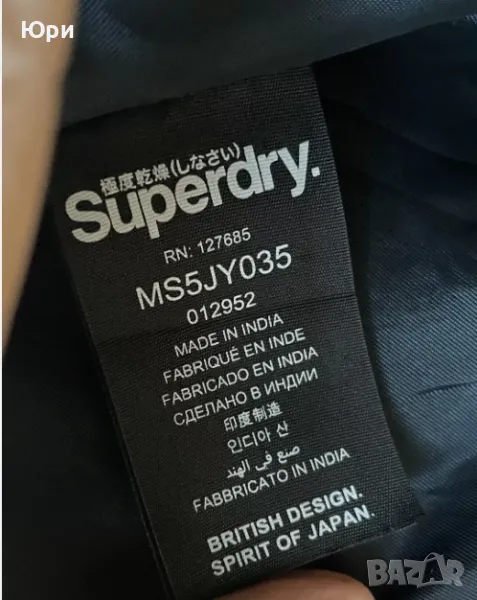 Юри
極度乾燥(しなさい)
Superdry.
RN: 127685
MS5JY035
012952
MADE IN INDIA
FABRIQUÉ EN INDE
FABRICADO EN INDIA
СДЕЛАНО В ИНДИИ
印度制造
인디아 산
صنع في الهند
FABBRICATO IN INDIA
BRITISH DESIGN.
SPIRIT OF JAPAN.
BAZAR